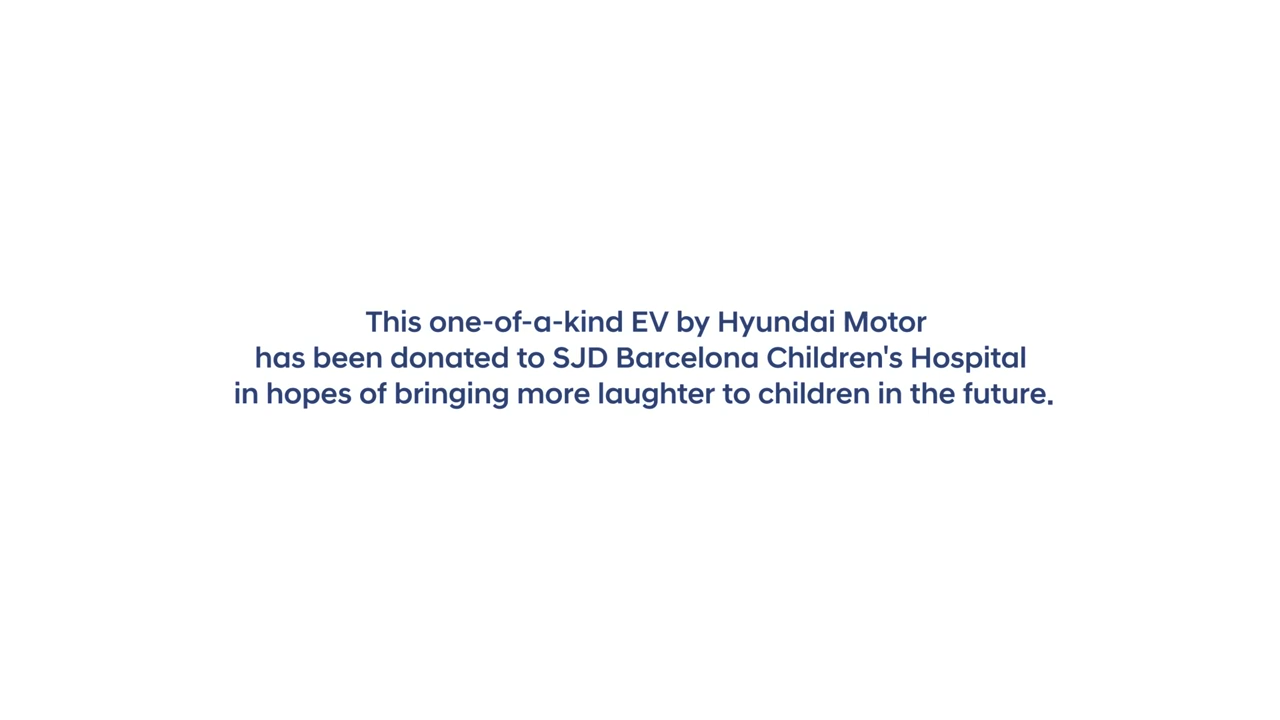 This one-of-a-kind EV by Hyundai Motor
has been donated to SJD Barcelona Children's Hospital
in hopes of bringing more laughter to children in the future.